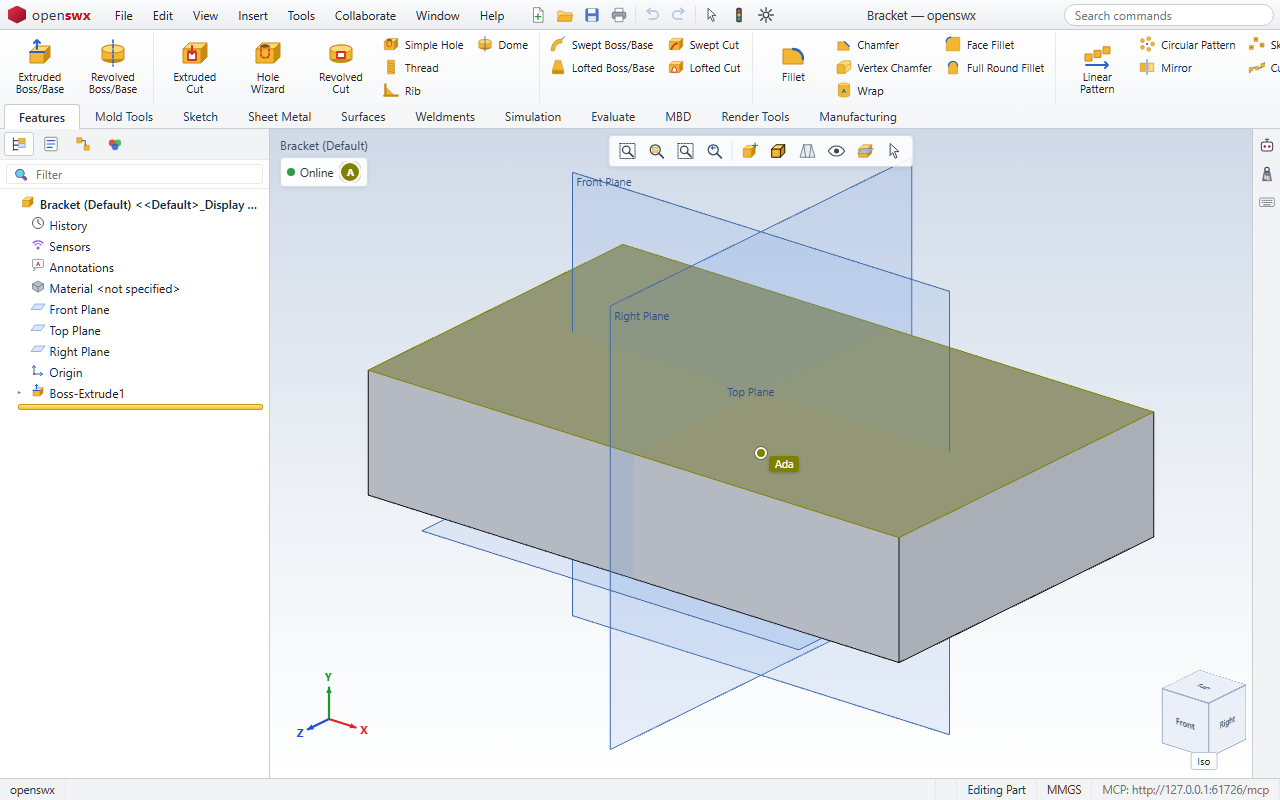 openswx File Edit View Insert Tools Collaborate Window Help Bracket — openswx Search commands
Extruded Boss/Base
Revolved Boss/Base
Extruded Cut
Hole Wizard
Revolved Cut
Simple Hole
Dome
Thread
Rib
Swept Boss/Base
Swept Cut
Lofted Boss/Base
Lofted Cut
Fillet
Chamfer
Face Fillet
Vertex Chamfer
Full Round Fillet
Wrap
Linear Pattern
Circular Pattern
Mirror
Features Mold Tools Sketch Sheet Metal Surfaces Weldments Simulation Evaluate MBD Render Tools Manufacturing
Filter
Bracket (Default) <<Default>_Display ...
History
Sensors
Annotations
Material <not specified>
Front Plane
Top Plane
Right Plane
Origin
Boss-Extrude1
Bracket (Default)
Online A
Front Plane
Right Plane
Top Plane
Ada
Y
X
Z
Top
Front
Right
Iso
openswx Editing Part MMGS MCP: http://127.0.0.1:61726/mcp